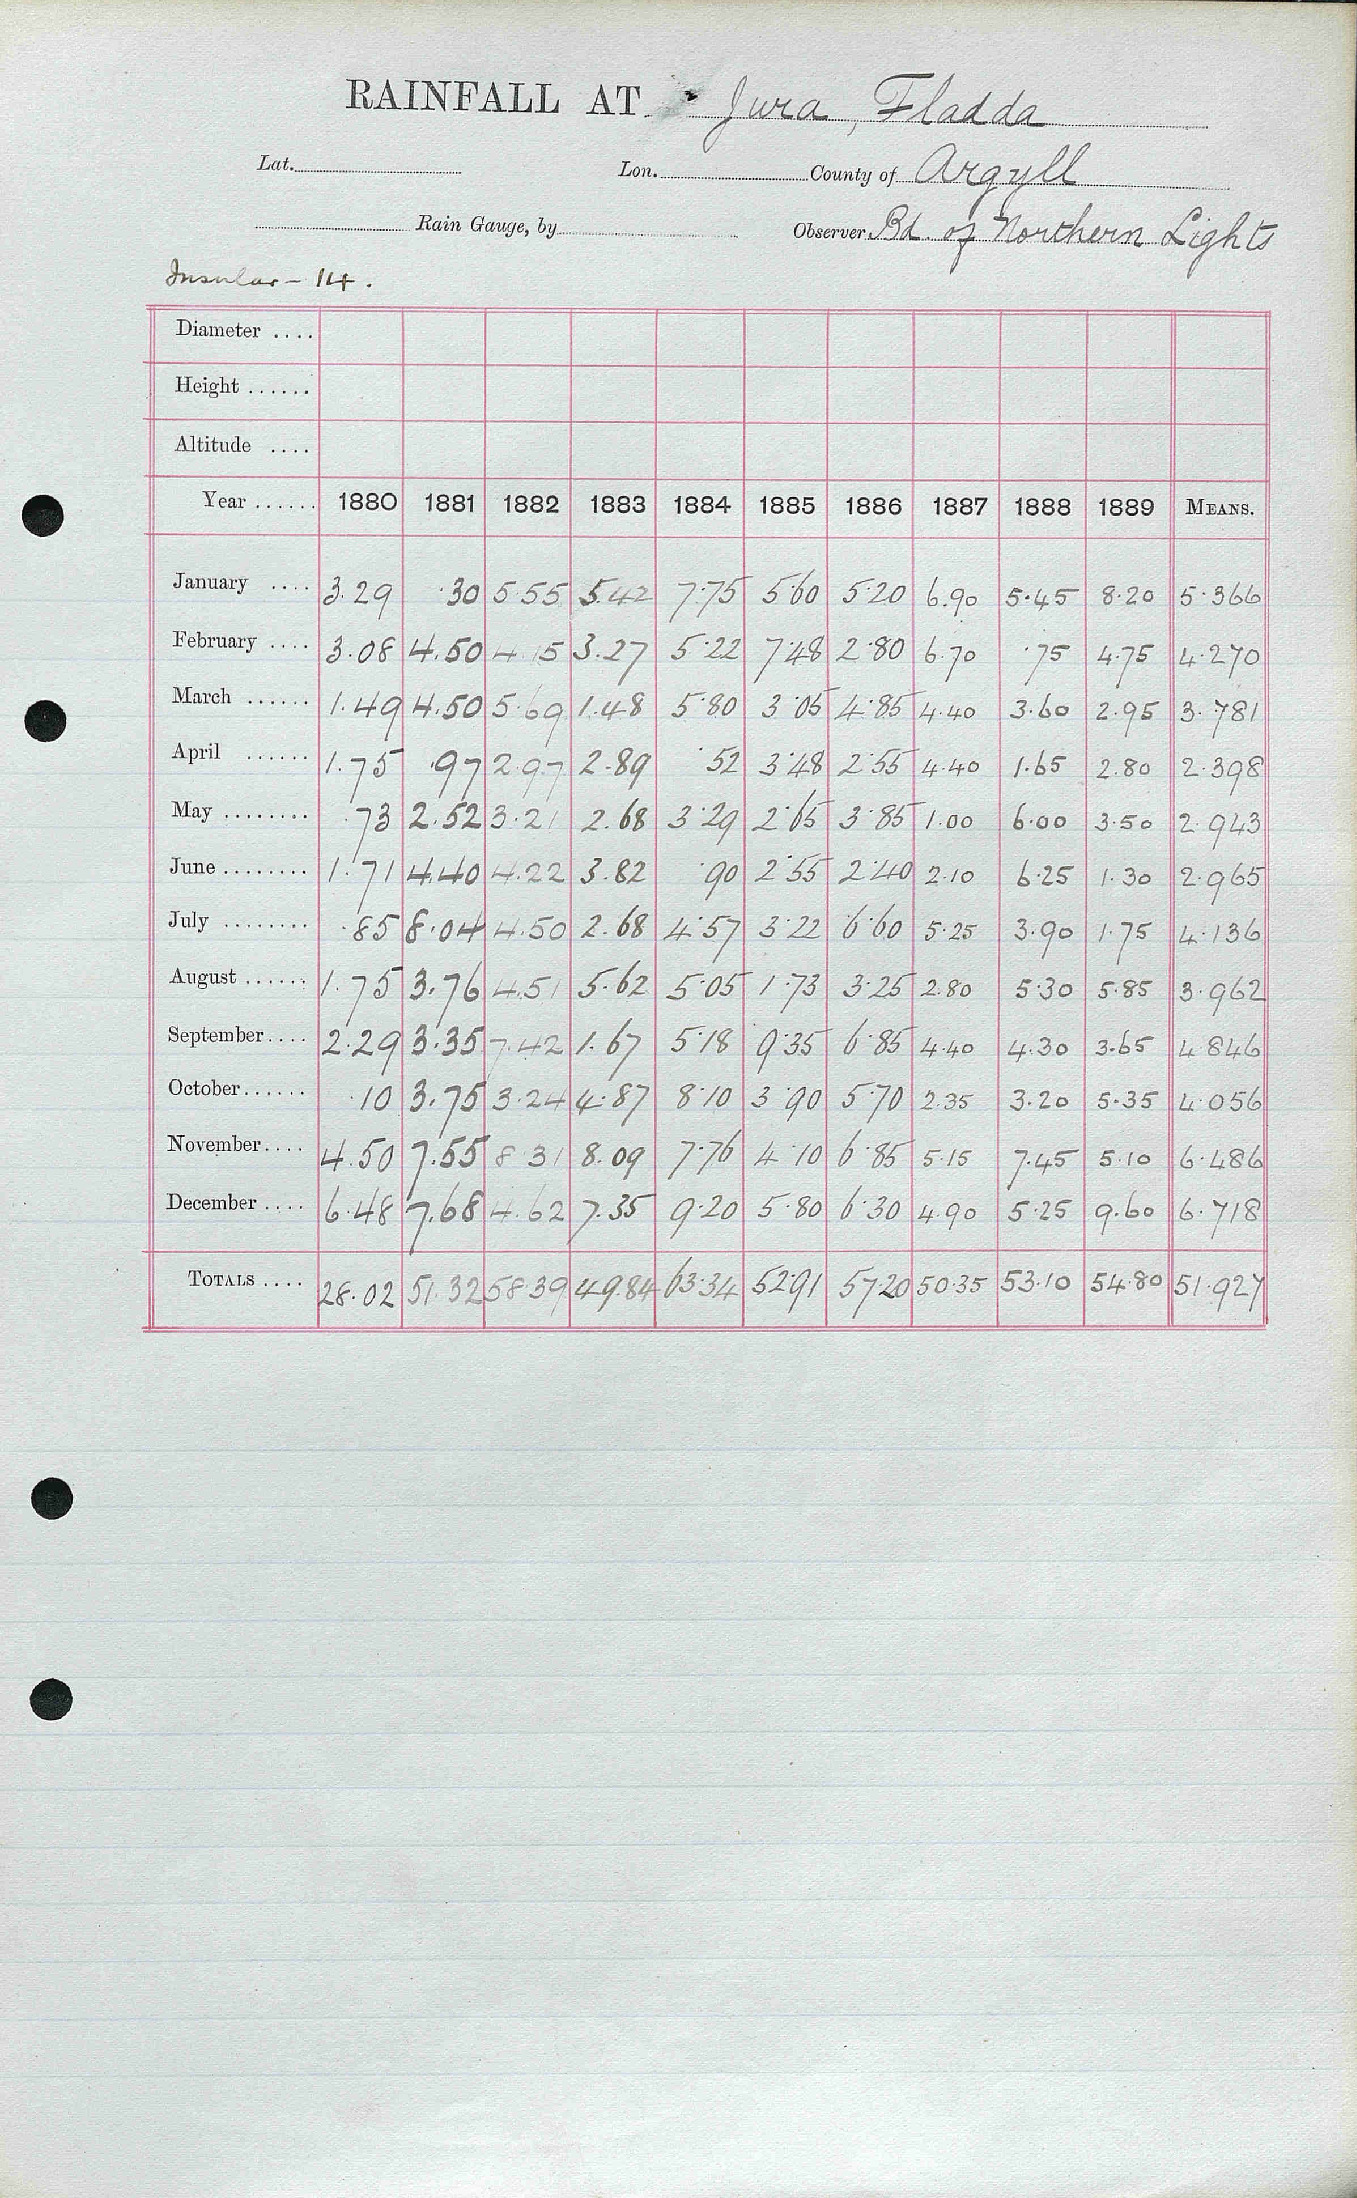 RAINFALL AT Jura, Fladda
Lat. Lon. County of Argyll
Rain Gauge, by Observer Bd. of Northern Lights
Insular - 14.
Diameter ....
Height ......
Altitude ....
Year ...... 1880 1881 1882 1883 1884 1885 1886 1887 1888 1889 MEANS.
January .... 3.29 .30 5.55 5.42 7.75 5.60 5.20 6.90 5.45 8.20 5.366
February .... 3.08 4.50 4.15 3.27 5.22 7.48 2.80 6.70 .75 4.75 4.270
March ...... 1.49 4.50 5.69 1.48 5.80 3.05 4.85 4.40 3.60 2.95 3.781
April ...... 1.75 .97 2.97 2.89 .52 3.48 2.55 4.40 1.65 2.80 2.398
May ........ .73 2.52 3.21 2.68 3.29 2.65 3.85 1.00 6.00 3.50 2.943
June ........ 1.71 4.40 4.22 3.82 .90 2.55 2.40 2.10 6.25 1.30 2.965
July ........ .85 8.04 4.50 2.68 4.57 3.22 6.60 5.25 3.90 1.75 4.136
August ...... 1.75 3.76 4.51 5.62 5.05 1.73 3.25 2.80 5.30 5.85 3.962
September .... 2.29 3.35 7.42 1.67 5.18 9.35 6.85 4.40 4.30 3.65 4.846
October ...... .10 3.75 3.24 4.87 8.10 3.90 5.70 2.35 3.20 5.35 4.056
November .... 4.50 7.55 8.31 8.09 7.76 4.10 6.85 5.15 7.45 5.10 6.486
December .... 6.48 7.68 4.62 7.35 9.20 5.80 6.30 4.90 5.25 9.60 6.718
TOTALS .... 28.02 51.32 58.39 49.84 63.34 52.91 57.20 50.35 53.10 54.80 51.927